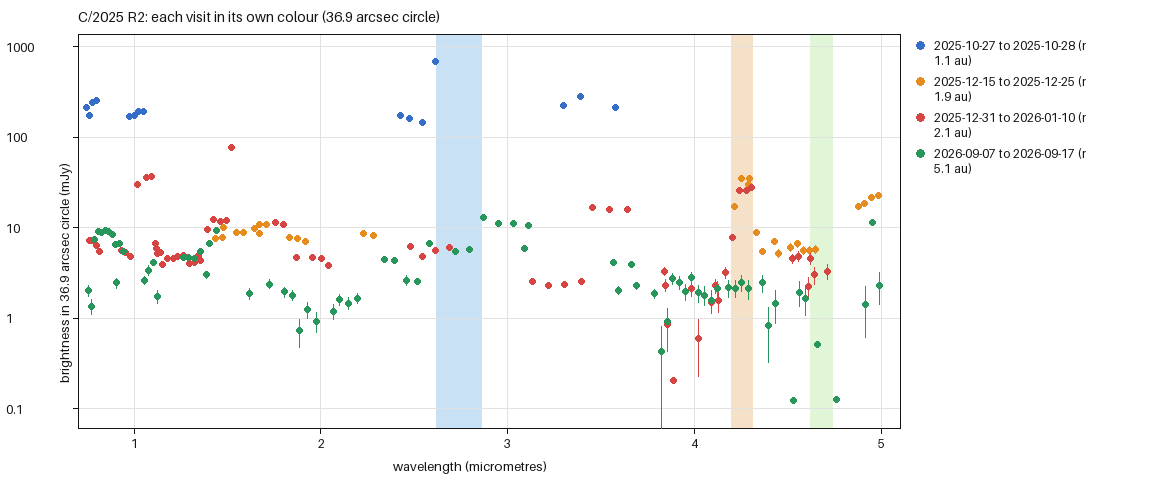 C/2025 R2: each visit in its own colour (36.9 arcsec circle)
brightness in 36.9 arcsec circle (mJy)
1000
100
10
1
0.1
1
2
3
4
5
wavelength (micrometres)
2025-10-27 to 2025-10-28 (r
1.1 au)
2025-12-15 to 2025-12-25 (r
1.9 au)
2025-12-31 to 2026-01-10 (r
2.1 au)
2026-09-07 to 2026-09-17 (r
5.1 au)